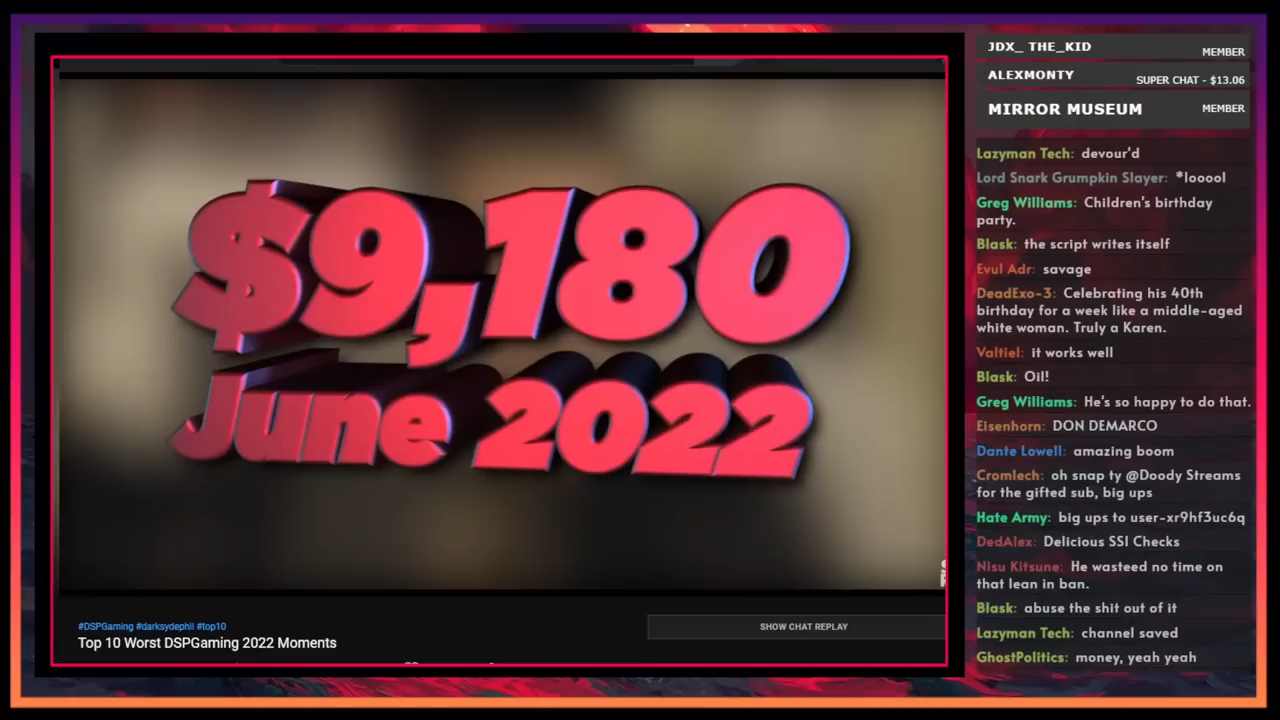 $9,180
June 2022
#DSPGaming #darksydephil #top10
Top 10 Worst DSPGaming 2022 Moments
SHOW CHAT REPLAY
JDX_ THE_KID
MEMBER
ALEXMONTY
SUPER CHAT - $13.06
MIRROR MUSEUM
MEMBER
Lazyman Tech: devour'd
Lord Snark Grumpkin Slayer: *looool
Greg Williams: Children's birthday
party.
Blask: the script writes itself
Evul Adr: savage
DeadExo-3: Celebrating his 40th
birthday for a week like a middle-aged
white woman. Truly a Karen.
Valtiel: it works well
Blask: Oil!
Greg Williams: He's so happy to do that.
Eisenhorn: DON DEMARCO
Dante Lowell: amazing boom
Cromlech: oh snap ty @Doody Streams
for the gifted sub, big ups
Hate Army: big ups to user-xr9hf3uc6q
DedAlex: Delicious SSI Checks
Nisu Kitsune: He wasteed no time on
that lean in ban.
Blask: abuse the shit out of it
Lazyman Tech: channel saved
GhostPolitics: money, yeah yeah